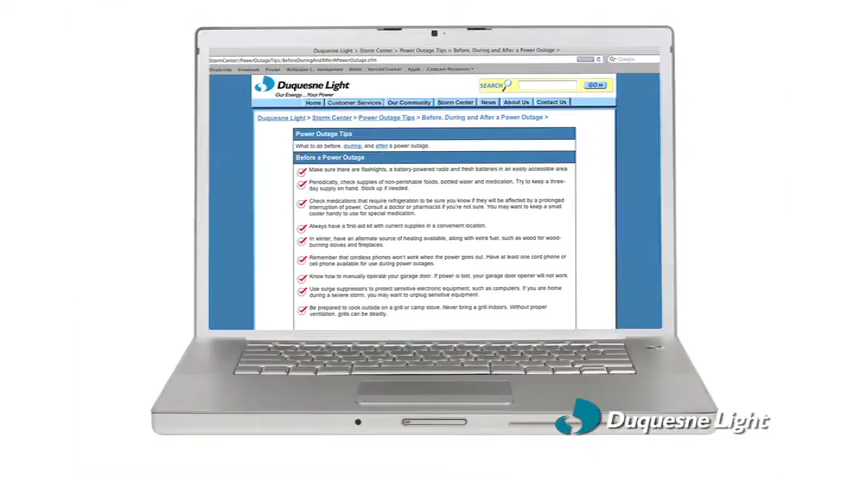 Duquesne Light > Storm Center > Power Outage Tips > Before, During and After a Power Outage >
StormCenter/PowerOutageTips/BeforeDuringAndAfterAPowerOutage.cfm
Google
Duquesne Light
Our Energy...Your Power
SEARCH
GO
Home Customer Services Our Community Storm Center News About Us Contact Us
Duquesne Light > Storm Center > Power Outage Tips > Before, During and After a Power Outage >
Power Outage Tips
What to do before, during, and after a power outage.
Before a Power Outage
Make sure there are flashlights, a battery-powered radio and fresh batteries in an easily accessible area
Periodically, check supplies of non-perishable foods, bottled water and medication. Try to keep a three-
day supply on hand. Stock up if needed.
Check medications that require refrigeration to be sure you know if they will be affected by a prolonged
interruption of power. Consult a doctor or pharmacist if you're not sure. You may want to keep a small
cooler handy to use for special medication.
Always have a first-aid kit with current supplies in a convenient location.
In winter, have an alternate source of heating available, along with extra fuel, such as wood for wood-
burning stoves and fireplaces.
Remember that cordless phones won't work when the power goes out. Have at least one cord phone or
cell phone available for use during power outages.
Know how to manually operate your garage door. If power is lost, your garage door opener will not work
Use surge suppressors to protect sensitive electronic equipment, such as computers. If you are home
during a severe storm, you may want to unplug sensitive equipment.
Be prepared to cook outside on a grill or camp stove. Never bring a grill indoors. Without proper
ventilation, grills can be deadly.
Duquesne Light